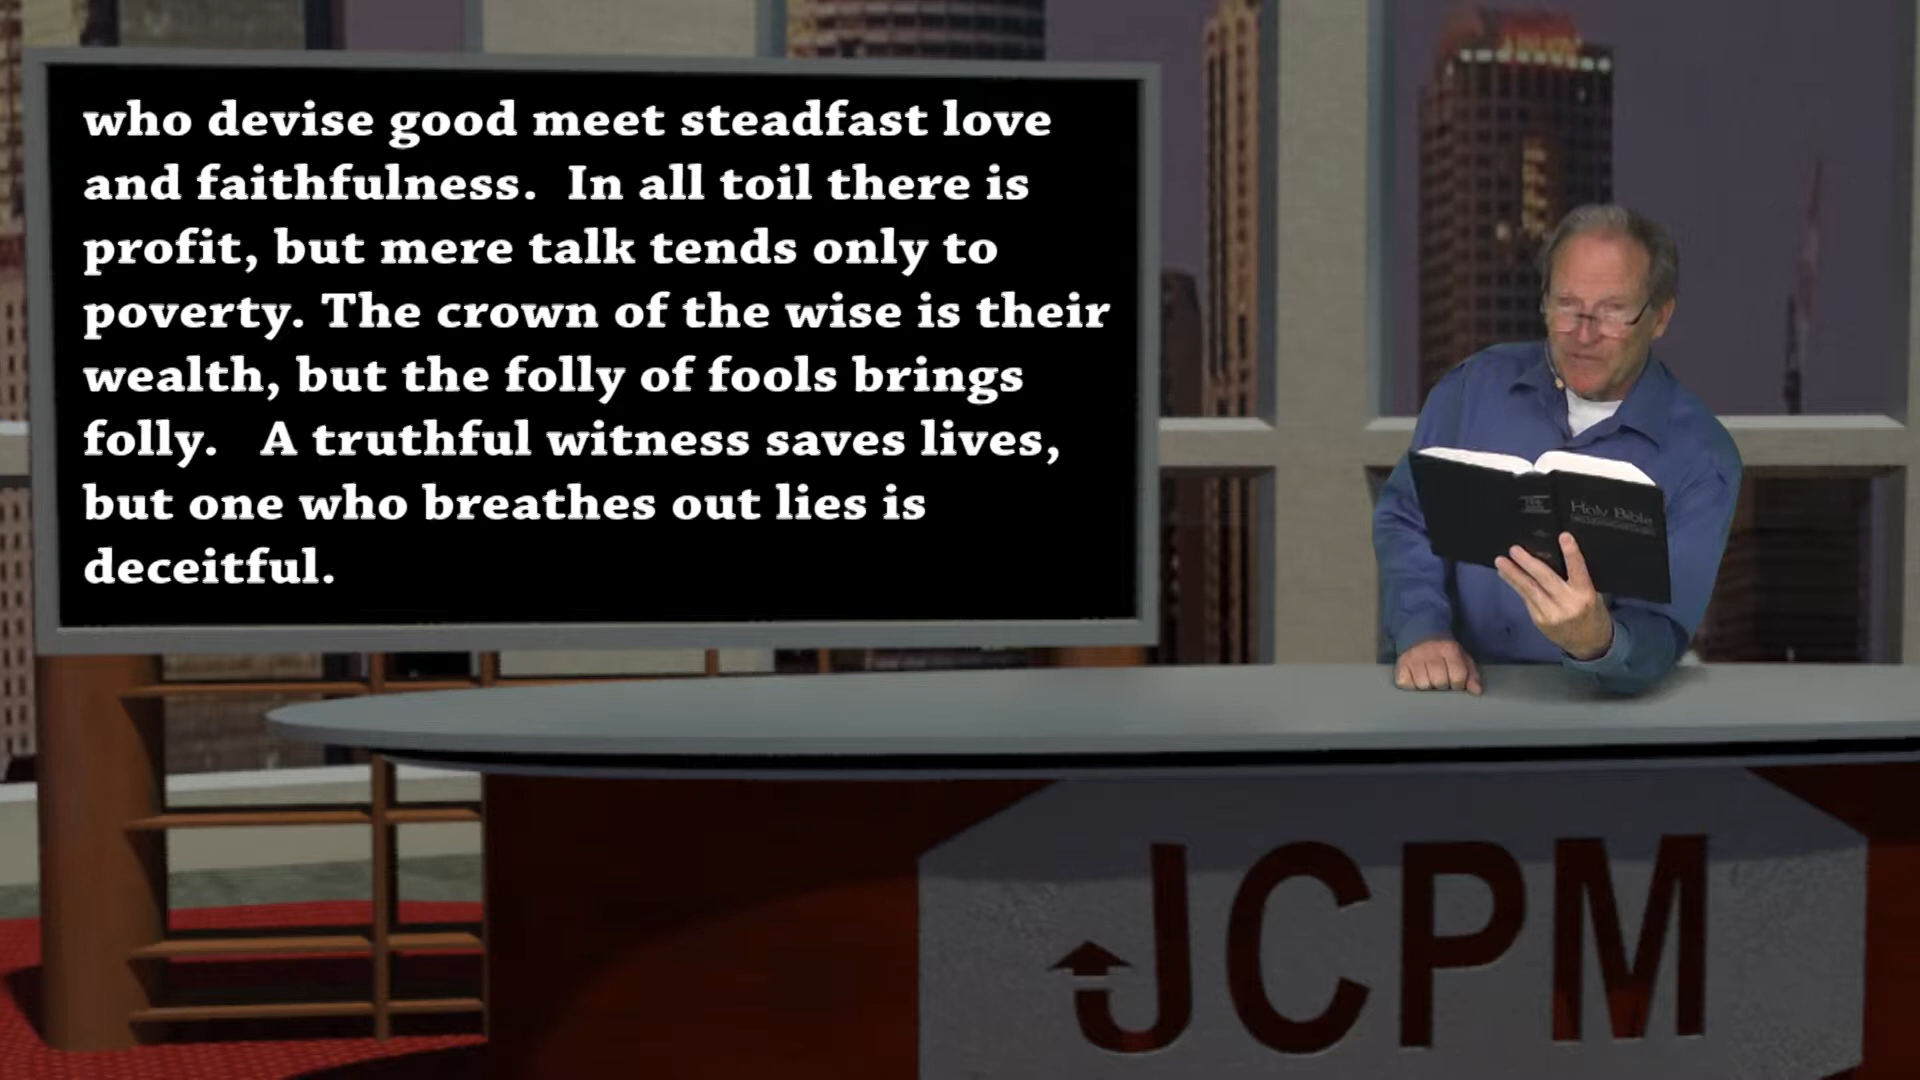 who devise good meet steadfast love
and faithfulness.  In all toil there is
profit, but mere talk tends only to
poverty. The crown of the wise is their
wealth, but the folly of fools brings
folly.   A truthful witness saves lives,
but one who breathes out lies is
deceitful.
Holy Bible
JCPM